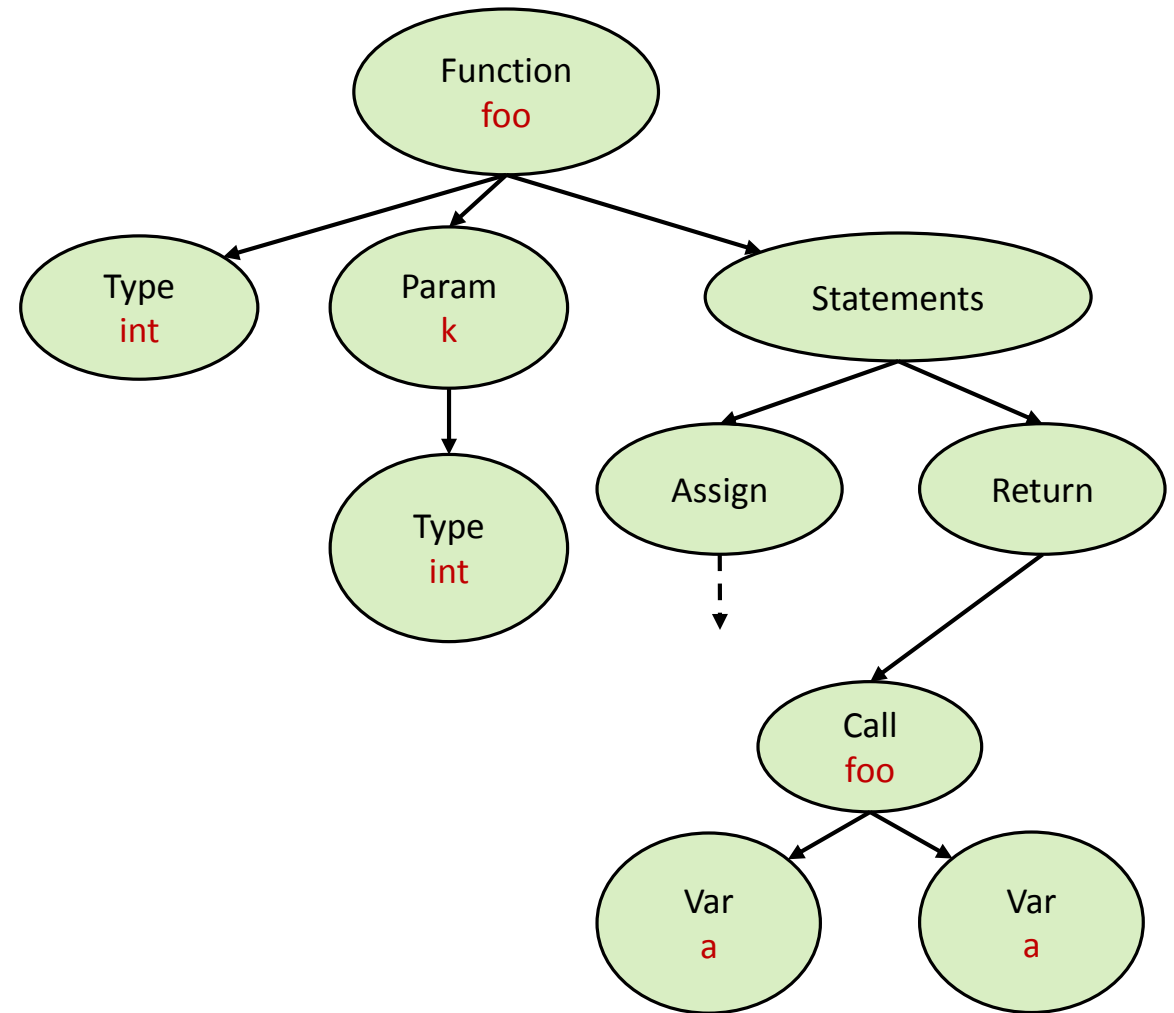 Function
foo
Type
int
Param
k
Statements
Type
int
Assign
Return
Call
foo
Var
a
Var
a